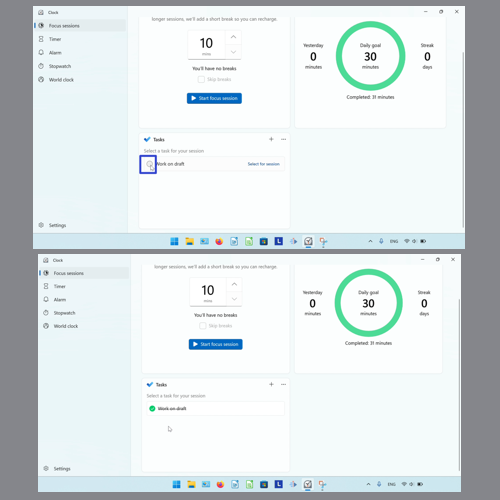 Clock
Focus sessions
Timer
Alarm
Stopwatch
World clock
Settings
longer sessions, we'll add a short break so you can recharge.
10
mins
You'll have no breaks
Skip breaks
Start focus session
Yesterday
0
minutes
Daily goal
30
minutes
Streak
0
days
Completed: 31 minutes
Tasks
Select a task for your session
Work on draft
Select for session
ENG
Clock
Focus sessions
Timer
Alarm
Stopwatch
World clock
Settings
longer sessions, we'll add a short break so you can recharge.
10
mins
You'll have no breaks
Skip breaks
Start focus session
Yesterday
0
minutes
Daily goal
30
minutes
Streak
0
days
Completed: 31 minutes
Tasks
Select a task for your session
Work on draft
ENG